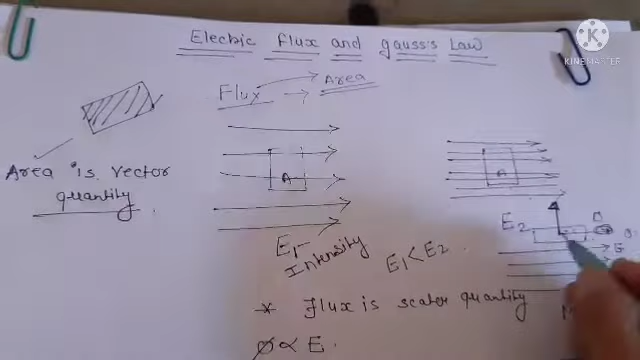 Electric Flux and gauss's Law
KINEMASTER
Flux → Area
Area is vector
quantity
A
A
E1 -
Intensity
E1 < E2
E2
* Flux is scalar quantity
Ø ∝ E.